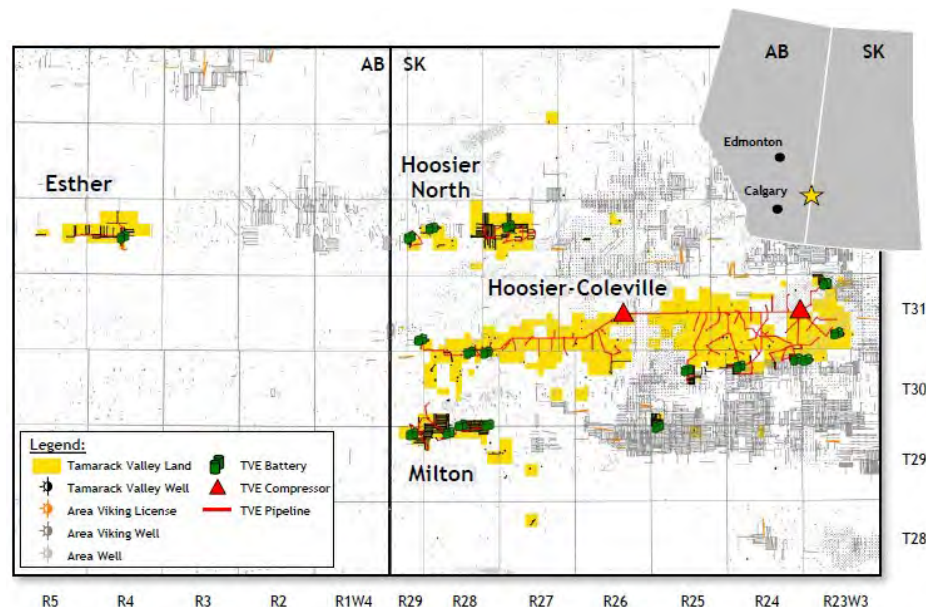 AB SK
AB SK
Edmonton
Calgary
Esther
Hoosier
North
Hoosier-Coleville
Milton
T31
T30
T29
T28
Legend:
Tamarack Valley Land
Tamarack Valley Well
Area Viking License
Area Viking Well
Area Well
TVE Battery
TVE Compressor
TVE Pipeline
R5 R4 R3 R2 R1W4 R29 R28 R27 R26 R25 R24 R23W3